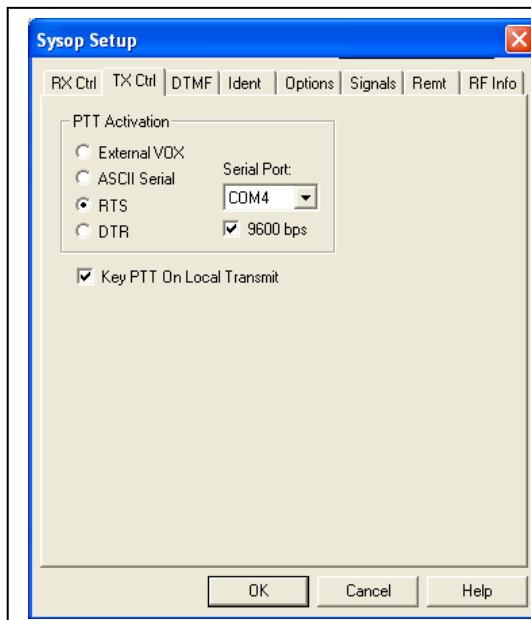 Sysop Setup
RX Ctrl TX Ctrl DTMF Ident Options Signals Remt RF Info
PTT Activation
External VOX
ASCII Serial
Serial Port:
RTS
COM4
DTR
9600 bps
Key PTT On Local Transmit
OK Cancel Help